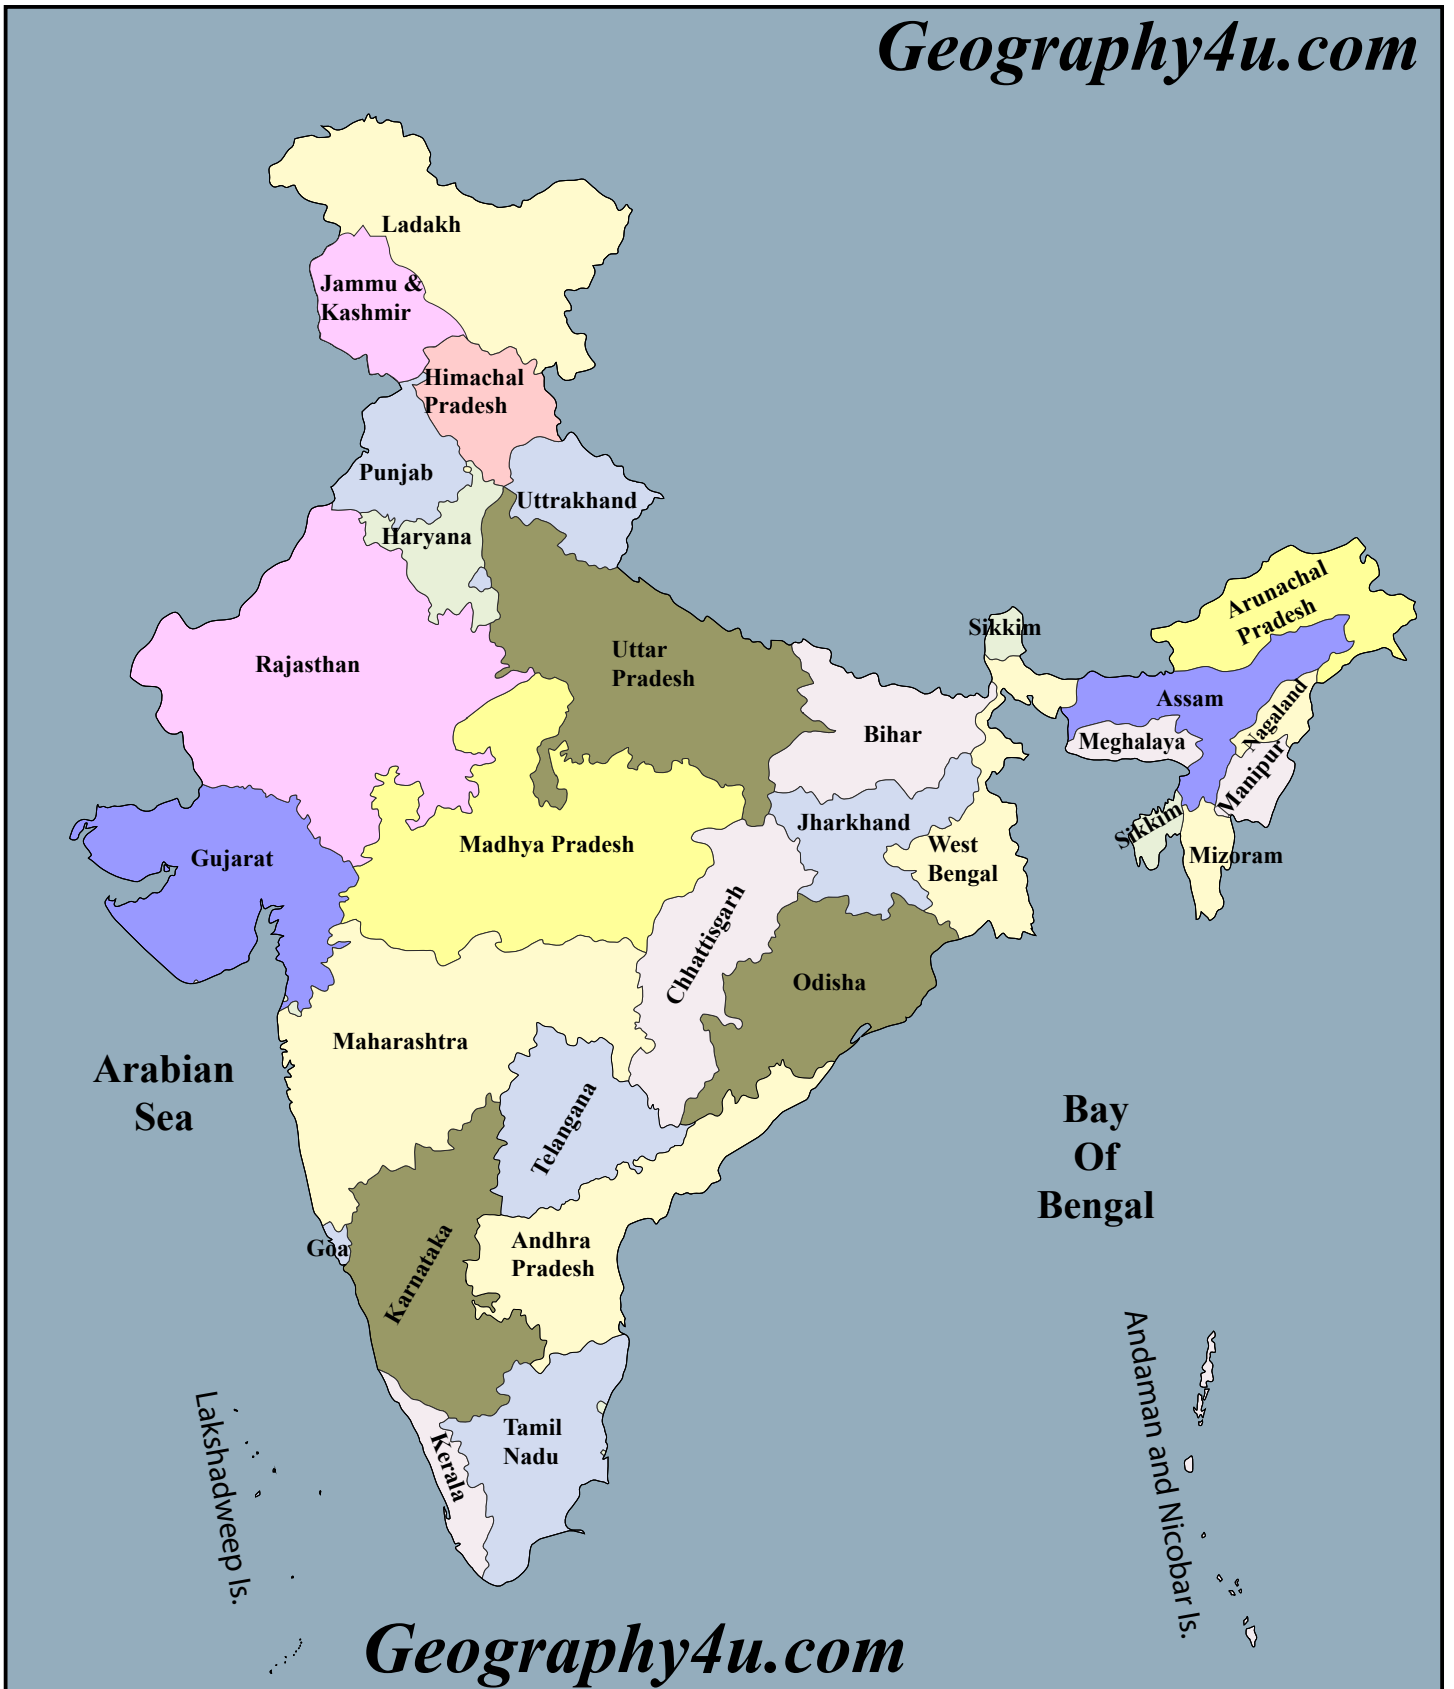 Geography4u.com
Ladakh
Jammu &
Kashmir
Himachal
Pradesh
Punjab
Uttrakhand
Haryana
Arunachal
Pradesh
Sikkim
Uttar
Pradesh
Rajasthan
Assam
Nagaland
Bihar
Meghalaya
Manipur
Jharkhand
Sikkim
Madhya Pradesh
West
Bengal
Gujarat
Mizoram
Chhattisgarh
Odisha
Maharashtra
Arabian
Sea
Telangana
Bay
Of
Bengal
Goa
Karnataka
Andhra
Pradesh
Andaman and Nicobar Is.
Lakshadweep Is.
Tamil
Nadu
Kerala
Geography4u.com